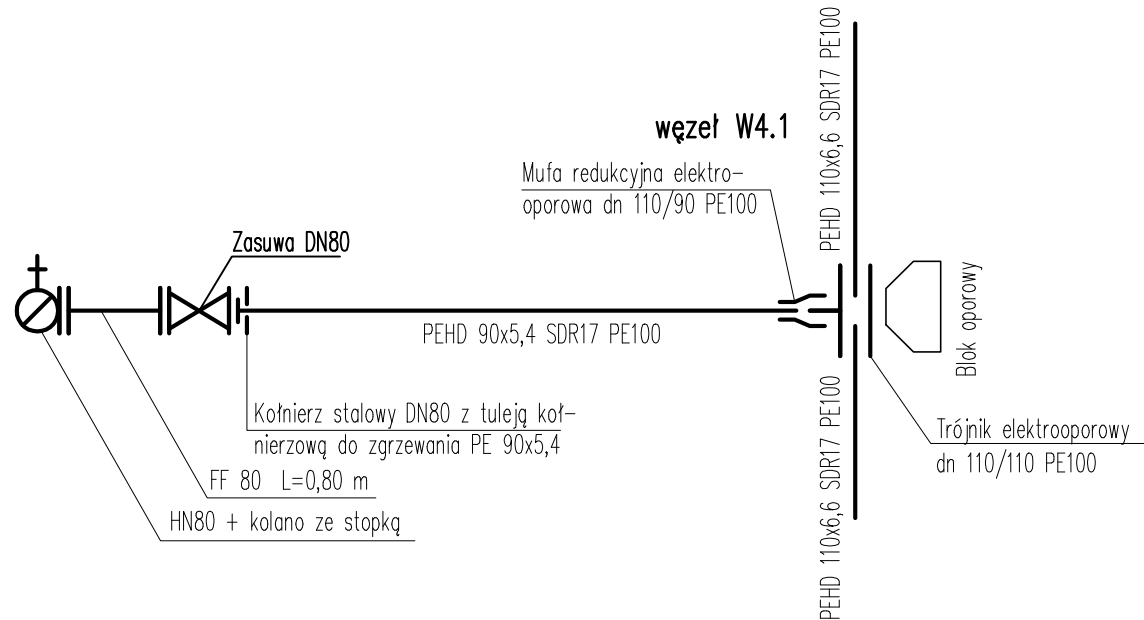 PEHD 110x6,6 SDR17 PE100
węzeł W4.1
Mufa redukcyjna elektro-
oporowa dn 110/90 PE100
Zasuwa DN80
PEHD 90x5,4 SDR17 PE100
Blok oporowy
Kołnierz stalowy DN80 z tuleją koł-
nierzową do zgrzewania PE 90x5,4
PEHD 110x6,6 SDR17 PE100
Trójnik elektrooporowy
dn 110/110 PE100
FF 80 L=0,80 m
HN80 + kolano ze stopką